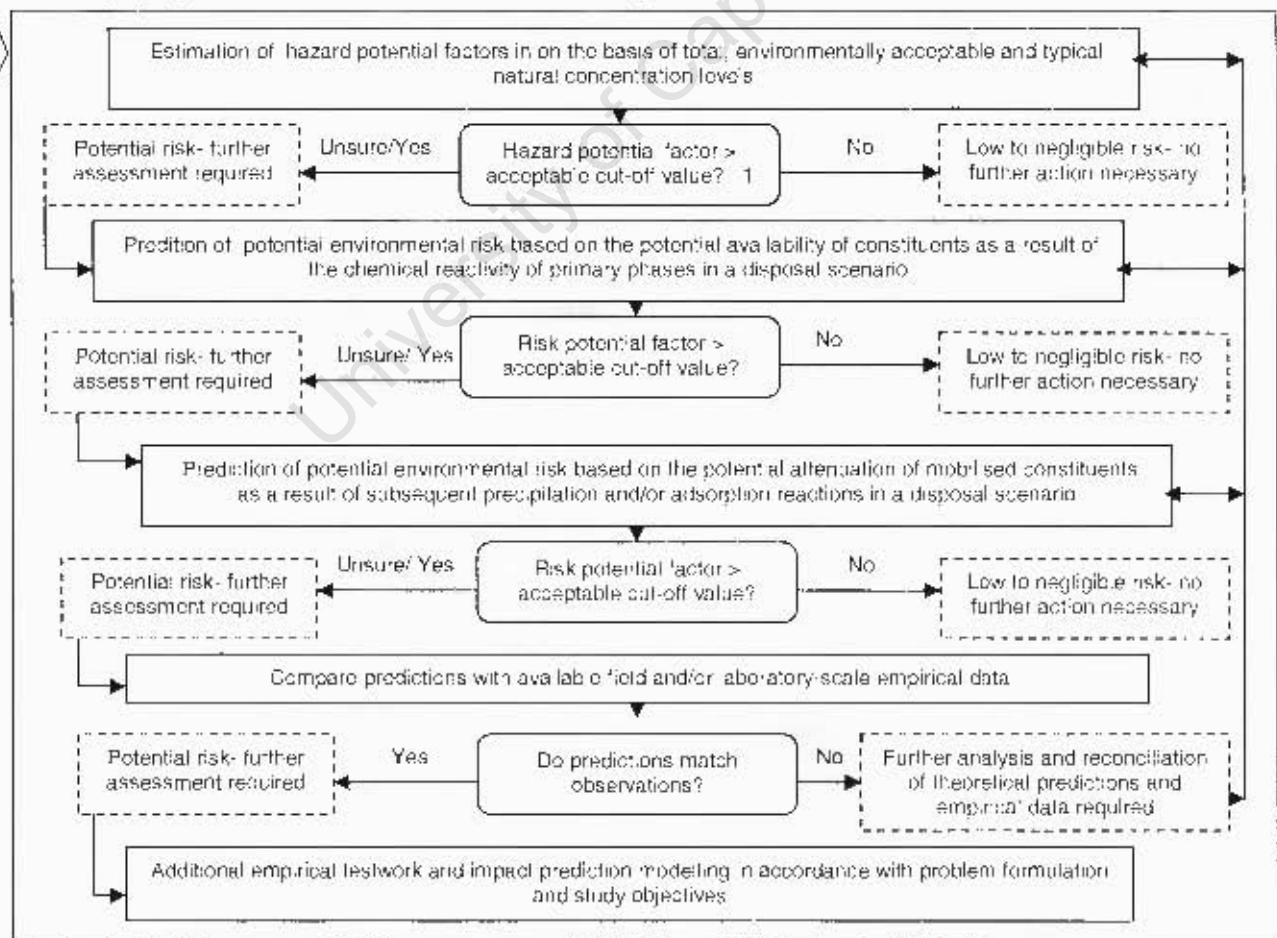 Estimation of hazard potential factors in on the basis of total, environmentally acceptable and typical
natural concentration levels
Potential risk- further
assessment required
Unsure/Yes
Hazard potential factor >
acceptable cut-off value? 1
No
Low to negligible risk- no
further action necessary
Predition of potential environmental risk based on the potential availability of constituents as a result of
the chemical reactivity of primary phases in a disposal scenario
Potential risk- further
assessment required
Unsure/ Yes
Risk potential factor >
acceptable cut-off value?
No
Low to negligible risk- no
further action necessary
Prediction of potential environmental risk based on the potential attenuation of mobilised constituents
as a result of subsequent precipitation and/or adsorption reactions in a disposal scenario
Potential risk- further
assessment required
Unsure/ Yes
Risk potential factor >
acceptable cut-off value?
No
Low to negligible risk- no
further action necessary
Compare predictions with available field and/or laboratory-scale empirical data
Potential risk- further
assessment required
Yes
Do predictions match
observations?
No
Further analysis and reconciliation
of theoretical predictions and
empirical data required
Additional empirical testwork and impact prediction modelling in accordance with problem formulation
and study objectives
University of Cap